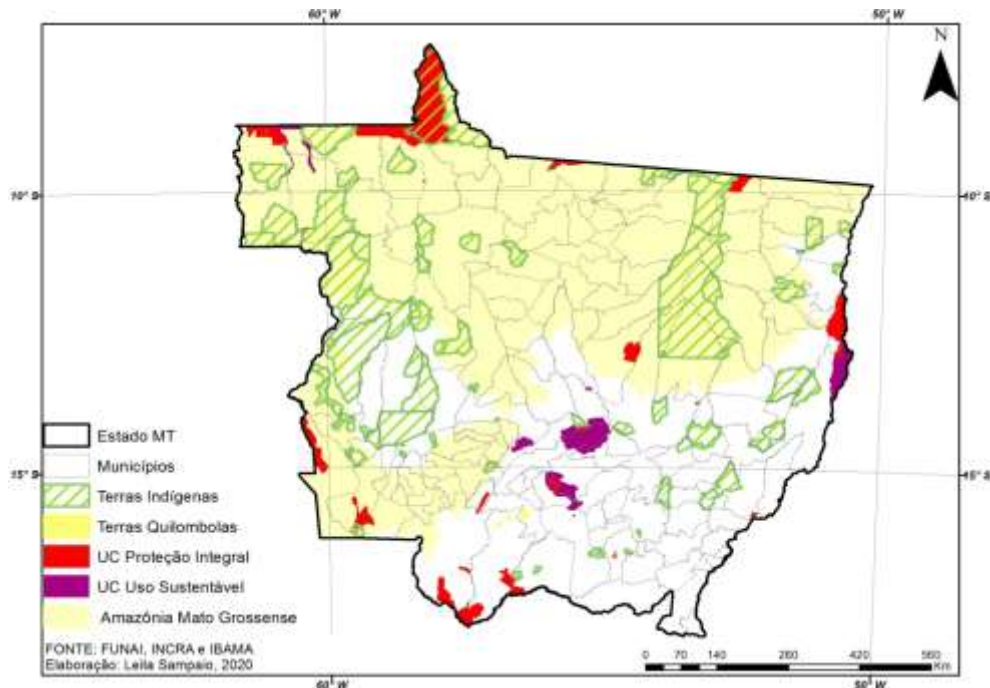 60° W
50° W
N
10° S
10° S
15° S
15° S
Estado MT
Municípios
Terras Indígenas
Terras Quilombolas
UC Proteção Integral
UC Uso Sustentável
Amazônia Mato Grossense
FONTE: FUNAI, INCRA e IBAMA
Elaboração: Leila Sampaio, 2020
0 70 140 280 420 560
Km
60° W
50° W